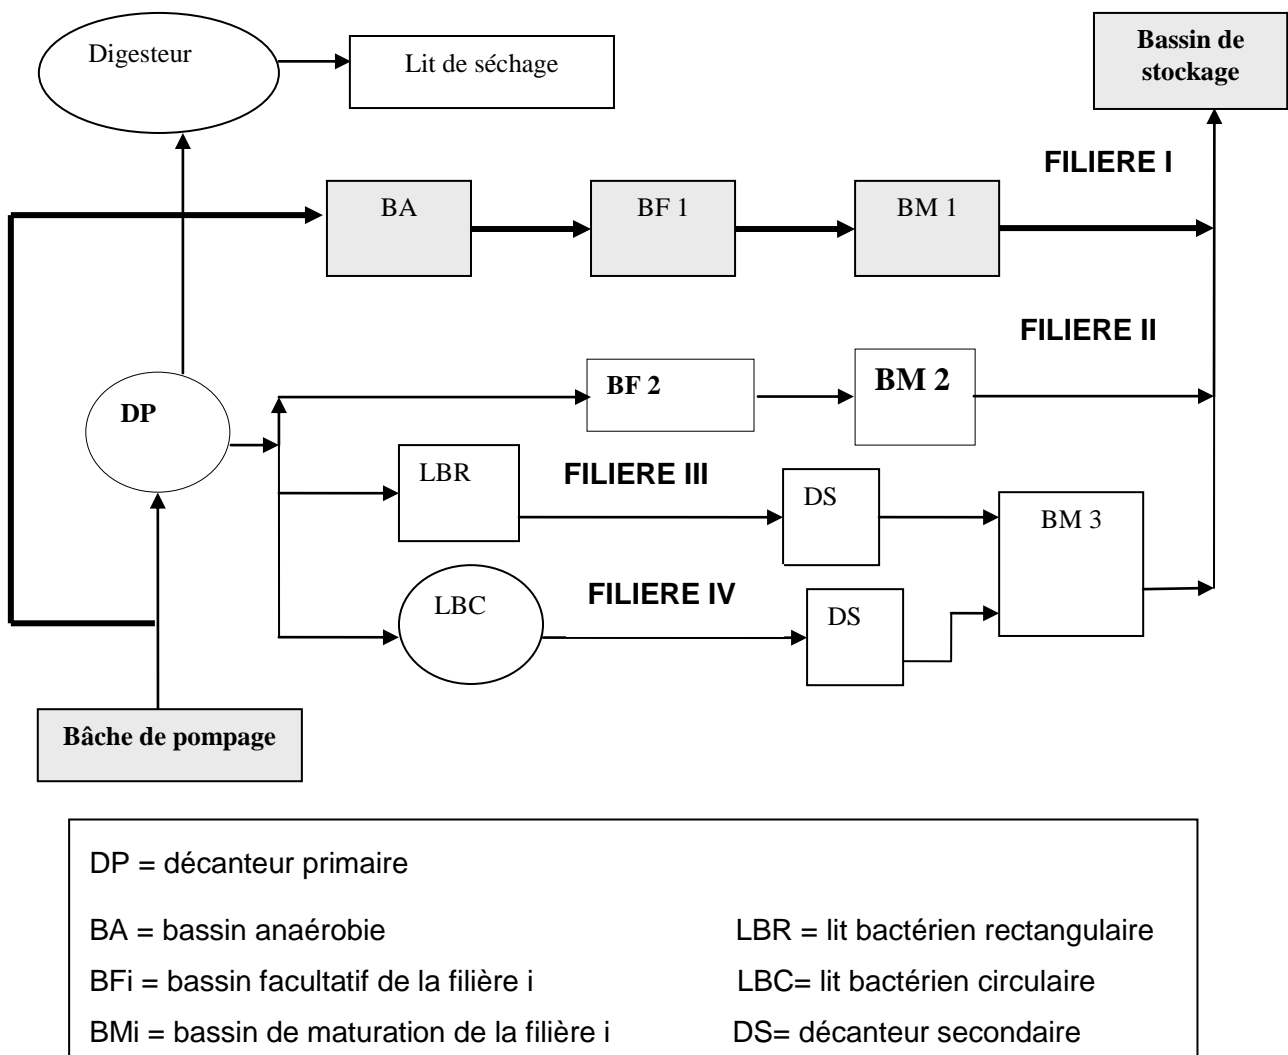 Digesteur
Lit de séchage
Bassin de
stockage
FILIERE I
BA
BF 1
BM 1
FILIERE II
DP
BF 2
BM 2
LBR
FILIERE III
DS
BM 3
LBC
FILIERE IV
DS
Bâche de pompage
DP = décanteur primaire
BA = bassin anaérobie
LBR = lit bactérien rectangulaire
BFi = bassin facultatif de la filière i
LBC= lit bactérien circulaire
BMi = bassin de maturation de la filière i
DS= décanteur secondaire